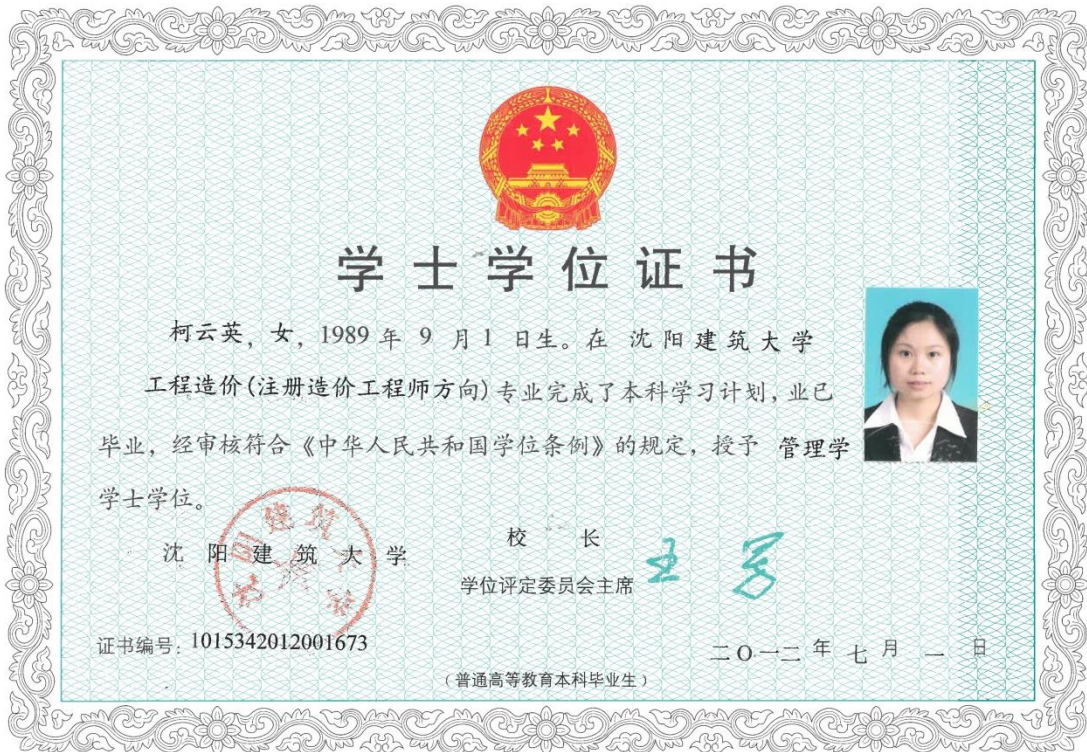 学士学位证书
柯云英，女，1989 年 9 月 1 日生。在 沈阳建筑大学
工程造价(注册造价工程师方向)专业完成了本科学习计划，业已
毕业，经审核符合《中华人民共和国学位条例》的规定，授予 管理学
学士学位。
沈阳建筑大学
校 长
学位评定委员会主席
证书编号：1015342012001673
二〇一二 年 七 月 一 日
（普通高等教育本科毕业生）